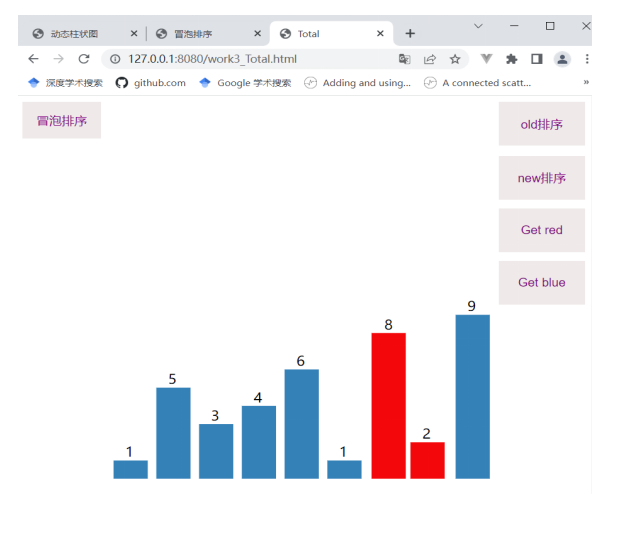 动态柱状图
冒泡排序
Total
127.0.0.1:8080/work3_Total.html
深度学术搜索
github.com
Google 学术搜索
Adding and using...
A connected scatt...
»
冒泡排序
old排序
new排序
Get red
Get blue
1
5
3
4
6
1
8
2
9